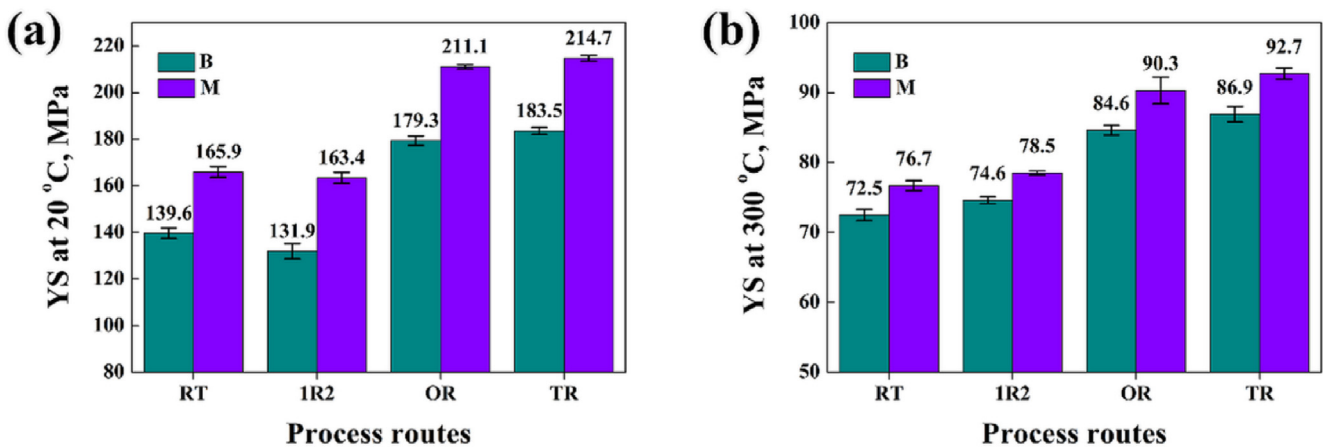 (a)
YS at 20 °C, MPa
220
200
180
160
140
120
100
80
B
M
139.6
165.9
131.9
163.4
179.3
211.1
183.5
214.7
RT 1R2 OR TR
Process routes
(b)
YS at 300 °C, MPa
100
90
80
70
60
50
B
M
72.5
76.7
74.6
78.5
84.6
90.3
86.9
92.7
RT 1R2 OR TR
Process routes